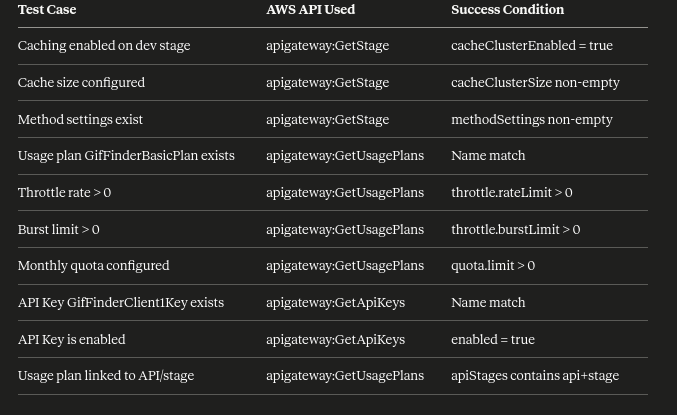 Test Case AWS API Used Success Condition
Caching enabled on dev stage apigateway:GetStage cacheClusterEnabled = true
Cache size configured apigateway:GetStage cacheClusterSize non-empty
Method settings exist apigateway:GetStage methodSettings non-empty
Usage plan GifFinderBasicPlan exists apigateway:GetUsagePlans Name match
Throttle rate > 0 apigateway:GetUsagePlans throttle.rateLimit > 0
Burst limit > 0 apigateway:GetUsagePlans throttle.burstLimit > 0
Monthly quota configured apigateway:GetUsagePlans quota.limit > 0
API Key GifFinderClient1Key exists apigateway:GetApiKeys Name match
API Key is enabled apigateway:GetApiKeys enabled = true
Usage plan linked to API/stage apigateway:GetUsagePlans apiStages contains api+stage